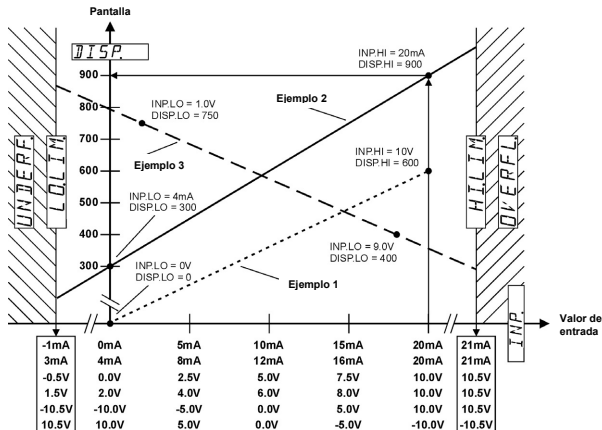 Pantalla
DISP.
INP.HI = 20mA
DISP.HI = 900
900
800
INP.LO = 1.0V
DISP.LO = 750
Ejemplo 2
700
INP.HI = 10V
DISP.HI = 600
UNDERF.
LO.LIM.
HI.LIM.
OVERFL.
Ejemplo 3
600
INP.LO = 4mA
DISP.LO = 300
500
400
INP.LO = 9.0V
DISP.LO = 400
300
INP.LO = 0V
DISP.LO = 0
Ejemplo 1
INP.
Valor de
entrada
-1mA 0mA 5mA 10mA 15mA 20mA 21mA
3mA 4mA 8mA 12mA 16mA 20mA 21mA
-0.5V 0.0V 2.5V 5.0V 7.5V 10.0V 10.5V
1.5V 2.0V 4.0V 6.0V 8.0V 10.0V 10.5V
-10.5V -10.0V -5.0V 0.0V 5.0V 10.0V 10.5V
10.5V 10.0V 5.0V 0.0V -5.0V -10.0V -10.5V